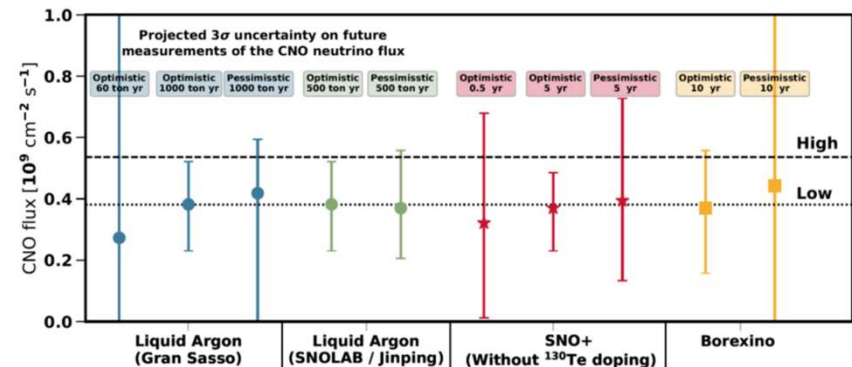 Projected 3σ uncertainty on future
measurements of the CNO neutrino flux
Optimistic
60 ton yr
Optimistic
1000 ton yr
Pessimisstic
1000 ton yr
Optimistic
500 ton yr
Pessimisstic
500 ton yr
Optimistic
0.5 yr
Optimistic
5 yr
Pessimisstic
5 yr
Optimistic
10 yr
Pessimisstic
10 yr
CNO flux [10⁹ cm⁻² s⁻¹]
1.0
0.8
0.6
0.4
0.2
0.0
High
Low
Liquid Argon
(Gran Sasso)
Liquid Argon
(SNOLAB / Jinping)
SNO+
(Without ¹³⁰Te doping)
Borexino